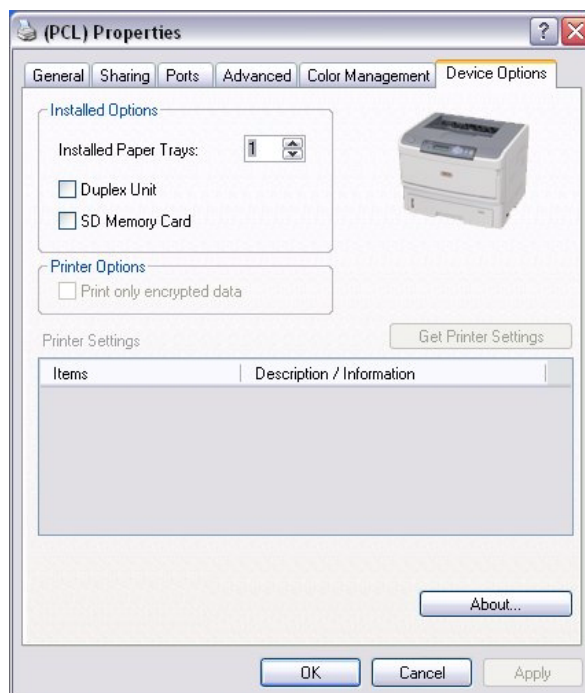 (PCL) Properties
General Sharing Ports Advanced Color Management Device Options
Installed Options
Installed Paper Trays: 1
Duplex Unit
SD Memory Card
Printer Options
Print only encrypted data
Printer Settings Get Printer Settings
Items Description / Information
About...
OK Cancel Apply